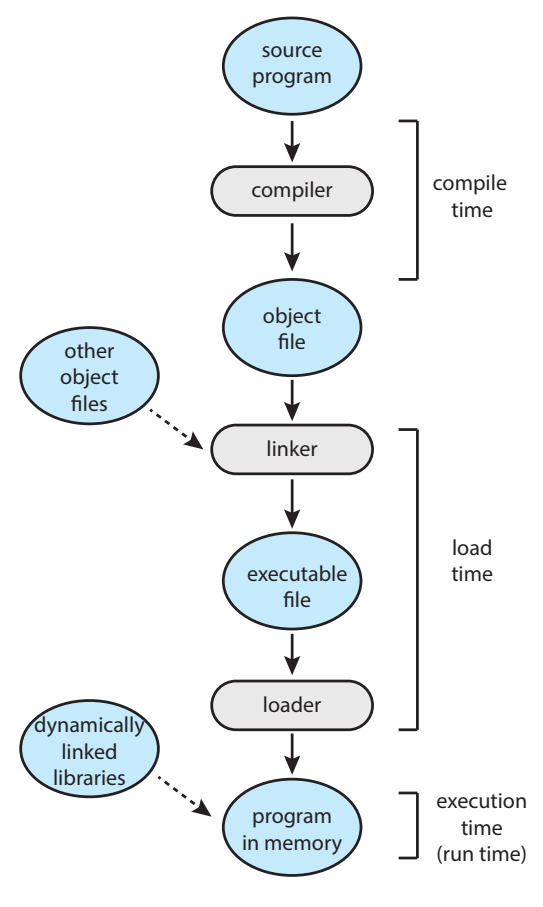 source
program
compiler
compile
time
object
file
other
object
files
linker
load
time
executable
file
loader
dynamically
linked
libraries
program
in memory
execution
time
(run time)